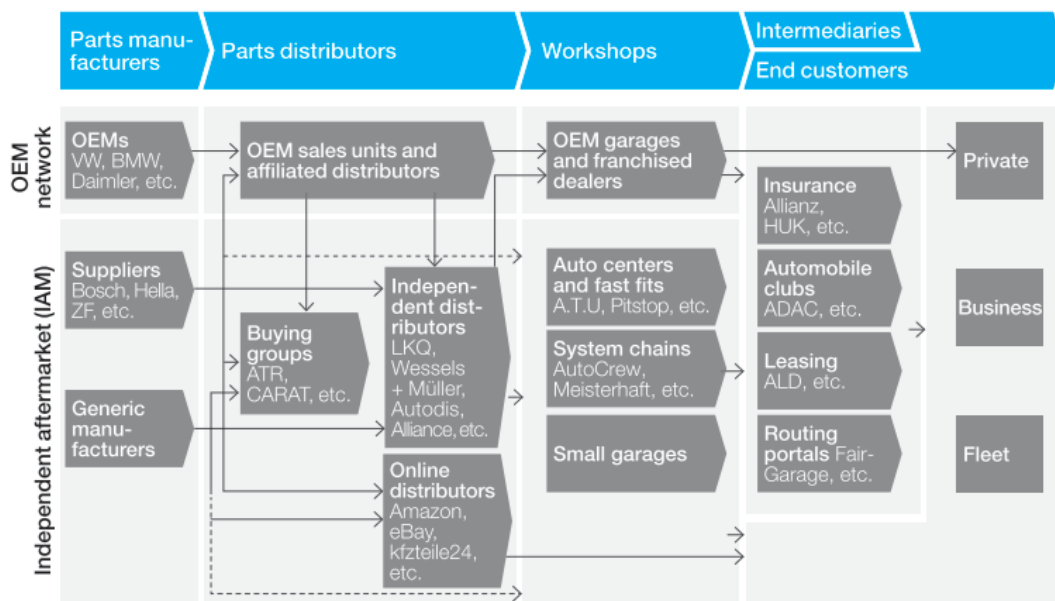 Parts manu-
facturers
Parts distributors
Workshops
Intermediaries
End customers
OEM
network
OEMs
VW, BMW,
Daimler, etc.
OEM sales units and
affiliated distributors
OEM garages
and franchised
dealers
Private
Insurance
Allianz,
HUK, etc.
Independent aftermarket (IAM)
Suppliers
Bosch, Hella,
ZF, etc.
Generic
manu-
facturers
Buying
groups
ATR,
CARAT, etc.
Indepen-
dent dist-
ributors
LKQ,
Wessels
+ Müller,
Autodis,
Alliance, etc.
Online
distributors
Amazon,
eBay,
kfzteile24,
etc.
Auto centers
and fast fits
A.T.U, Pitstop, etc.
System chains
AutoCrew,
Meisterhaft, etc.
Small garages
Automobile
clubs
ADAC, etc.
Leasing
ALD, etc.
Routing
portals Fair-
Garage, etc.
Business
Fleet